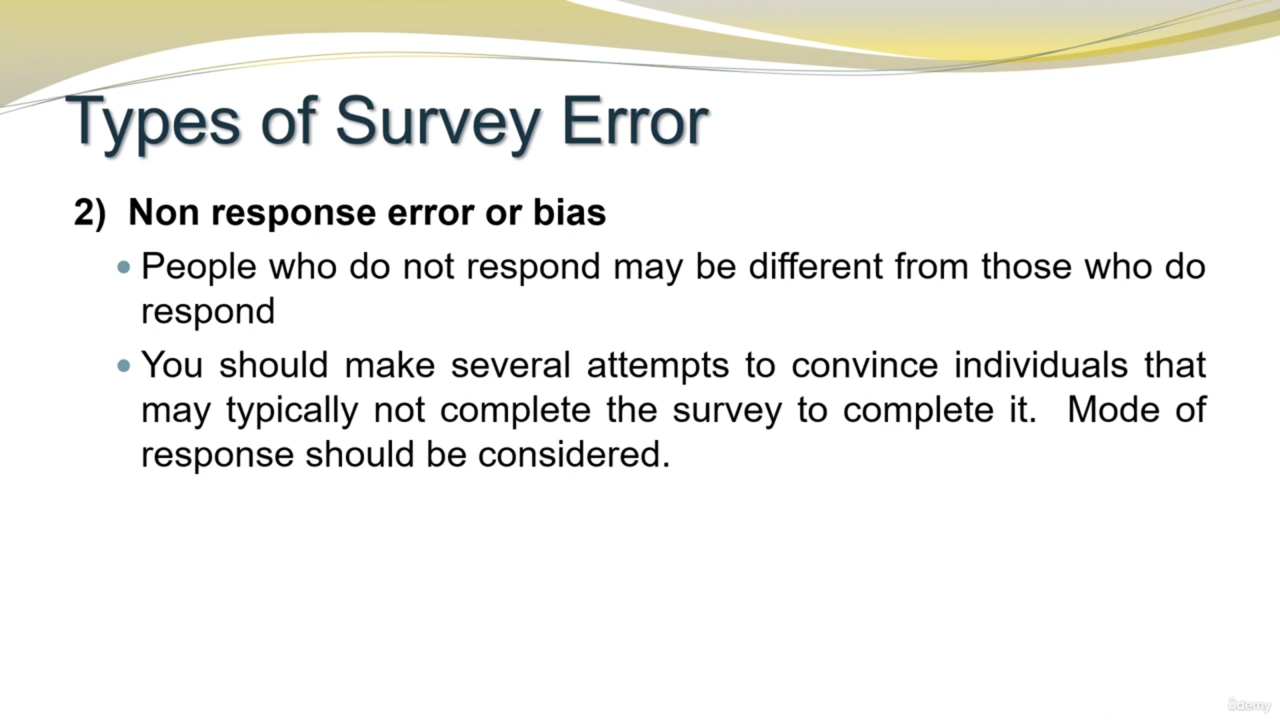 Types of Survey Error
2) Non response error or bias
• People who do not respond may be different from those who do
respond
• You should make several attempts to convince individuals that
may typically not complete the survey to complete it. Mode of
response should be considered.
ûdemy